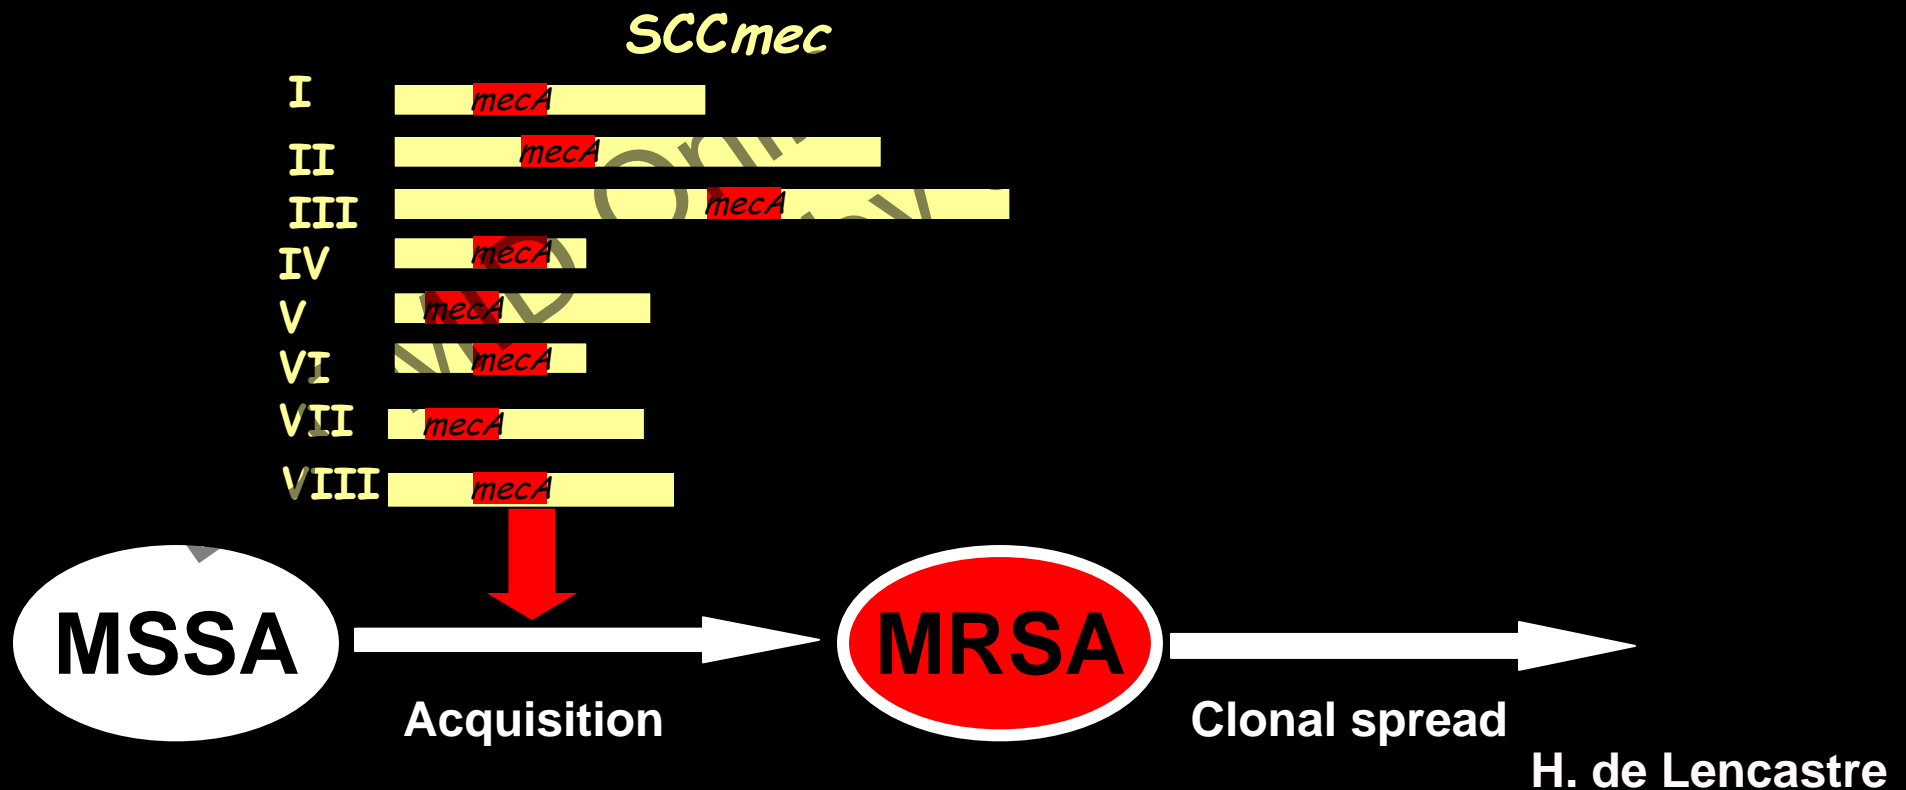 SCCmec
I mecA
II mecA
III mecA
IV mecA
V mecA
VI mecA
VII mecA
VIII mecA
MSSA
MRSA
Acquisition
Clonal spread
H. de Lencastre